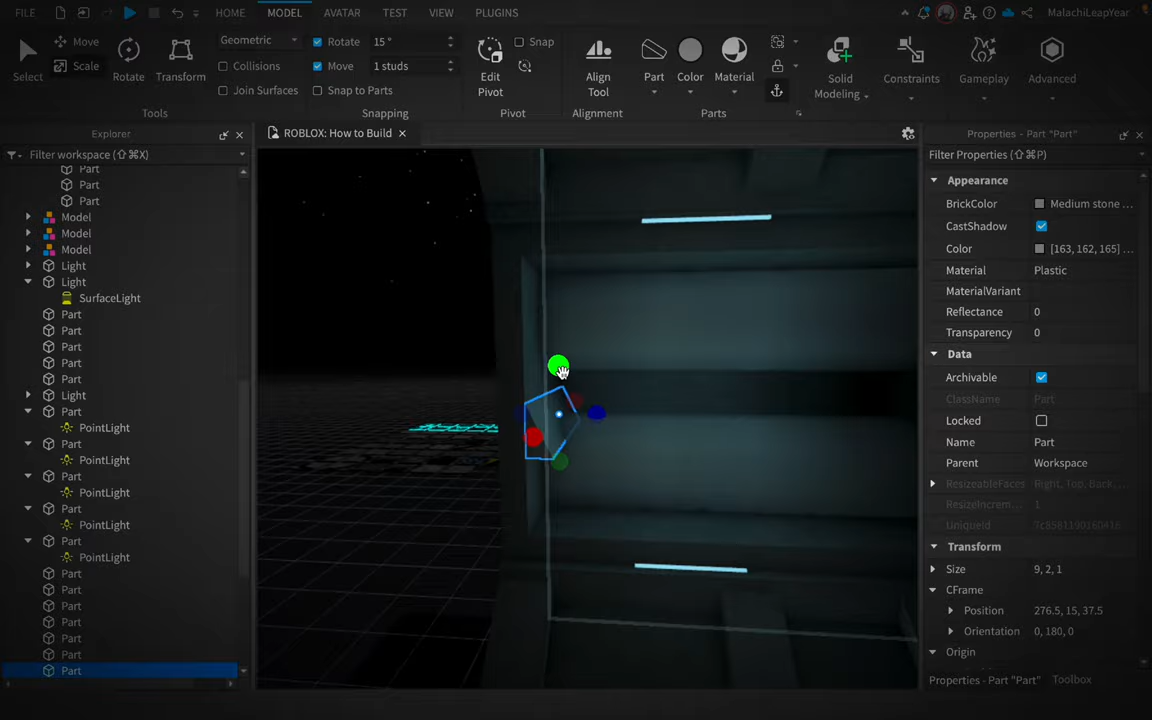 FILE HOME MODEL AVATAR TEST VIEW PLUGINS MalachiLeapYear
Select
Move
Scale
Rotate
Transform
Tools
Geometric
Collisions
Join Surfaces
Rotate 15 °
Move 1 studs
Snap to Parts
Snapping
Edit
Pivot
Snap
Pivot
Align
Tool
Alignment
Part
Color
Material
Parts
Solid
Modeling
Constraints
Gameplay
Advanced
Explorer
Filter workspace (⇧⌘X)
Part
Part
Part
Model
Model
Model
Light
Light
SurfaceLight
Part
Part
Part
Part
Part
Light
Part
PointLight
Part
PointLight
Part
PointLight
Part
PointLight
Part
PointLight
Part
Part
Part
Part
Part
Part
Part
ROBLOX: How to Build
Properties - Part "Part"
Filter Properties (⇧⌘P)
Appearance
BrickColor Medium stone ...
CastShadow
Color [163, 162, 165] ...
Material Plastic
MaterialVariant
Reflectance 0
Transparency 0
Data
Archivable
ClassName Part
Locked
Name Part
Parent Workspace
ResizeableFaces Right, Top, Back, ...
ResizeIncrem... 1
UniqueId
Transform
Size 9, 2, 1
CFrame
Position 276.5, 15, 37.5
Orientation 0, 180, 0
Origin
Properties - Part "Part" Toolbox